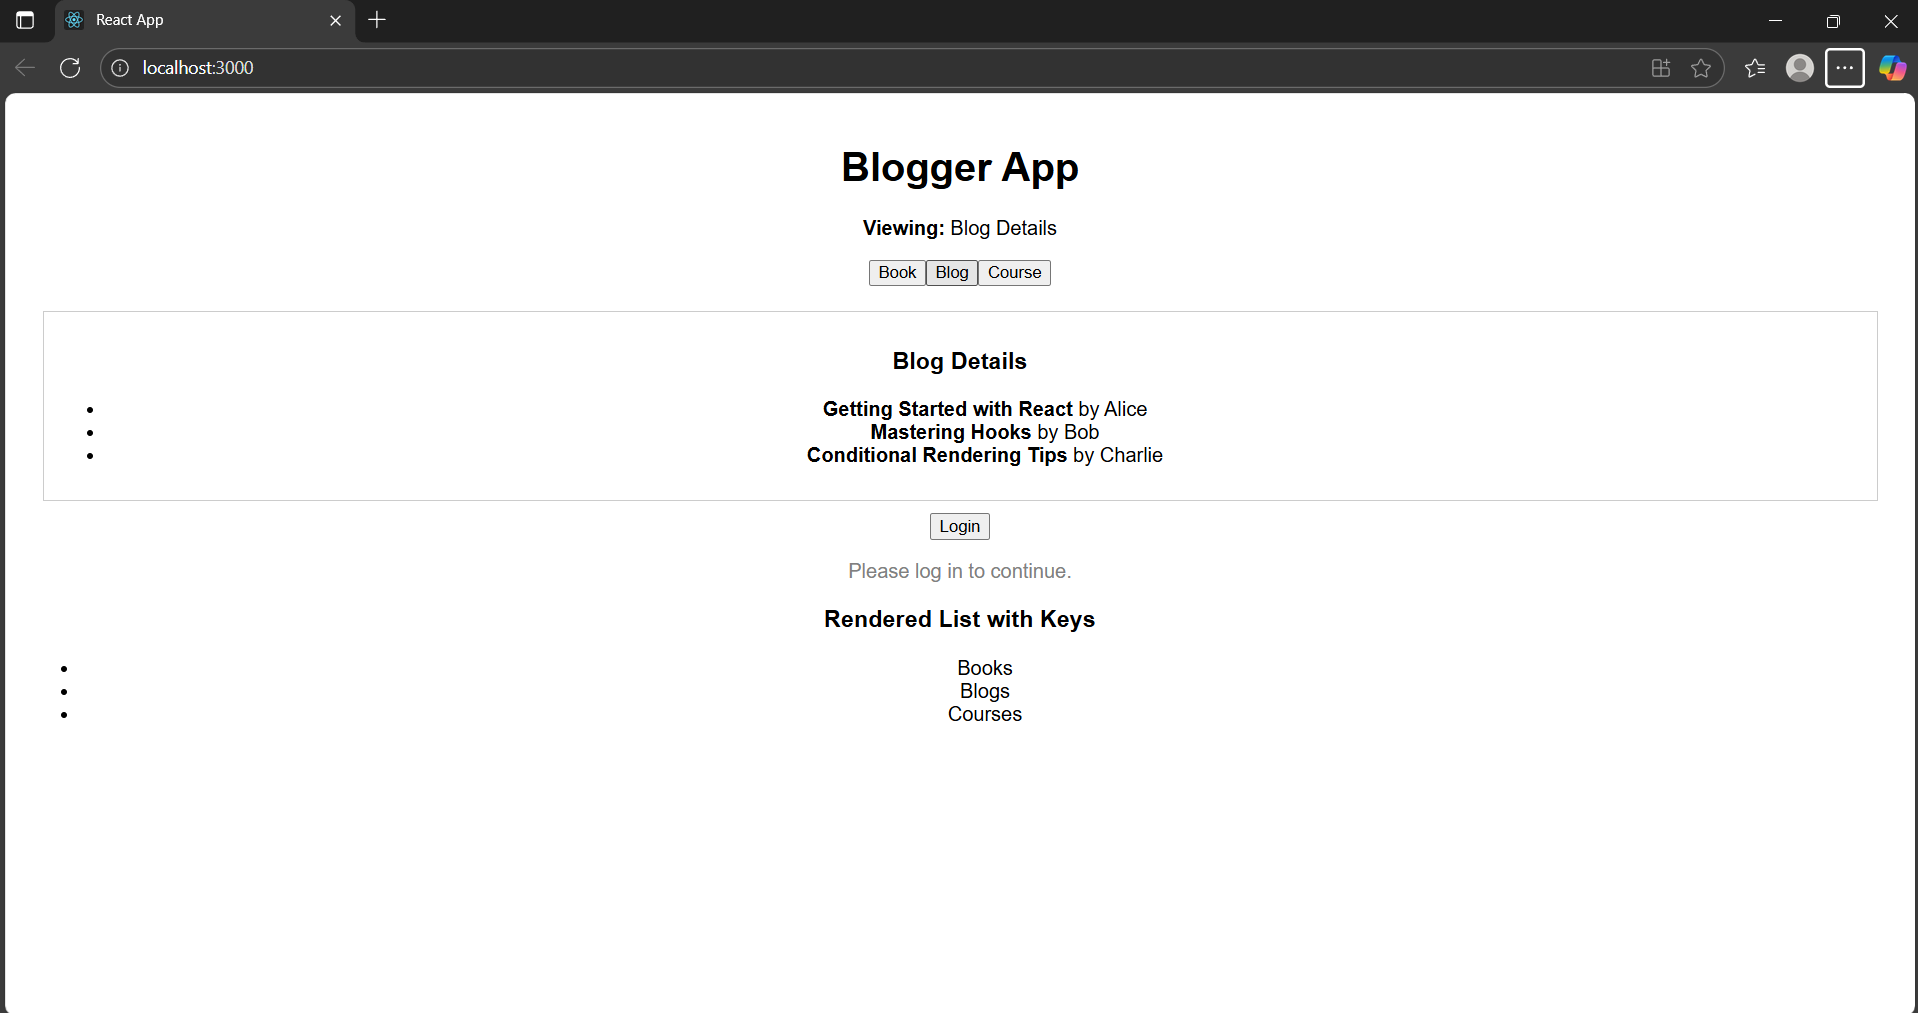 React App
localhost:3000
Blogger App
Viewing: Blog Details
Book Blog Course
Blog Details
• Getting Started with React by Alice
• Mastering Hooks by Bob
• Conditional Rendering Tips by Charlie
Login
Please log in to continue.
Rendered List with Keys
• Books
• Blogs
• Courses